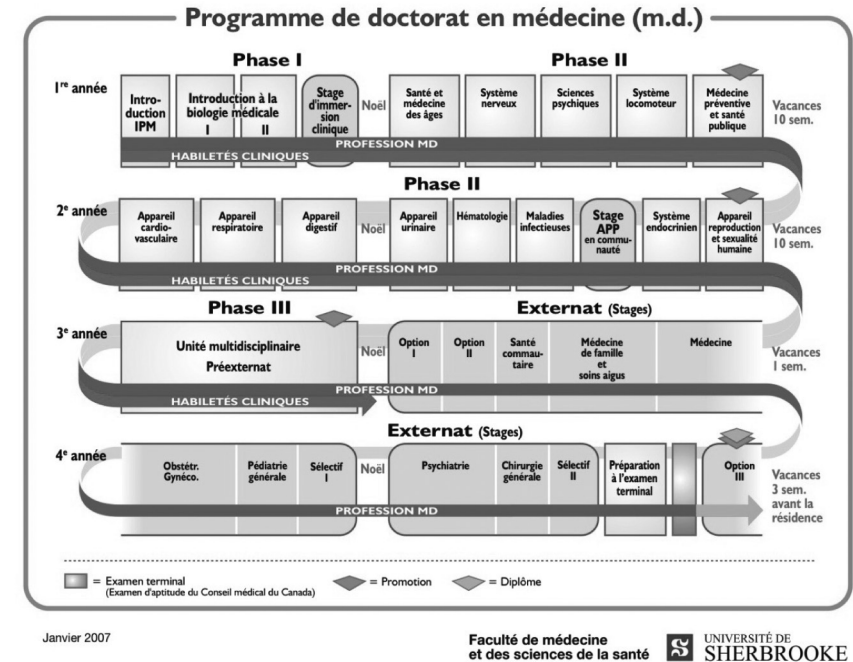 Programme de doctorat en médecine (m.d.)
Phase I
Phase II
1re année
Intro-
duction
IPM
Introduction à la
biologie médicale
I
II
Stage
d'immer-
sion
clinique
Noël
Santé et
médecine
des âges
Système
nerveux
Sciences
psychiques
Système
locomoteur
Médecine
préventive
et santé
publique
Vacances
10 sem.
PROFESSION MD
HABILETÉS CLINIQUES
Phase II
2e année
Appareil
cardio-
vasculaire
Appareil
respiratoire
Appareil
digestif
Noël
Appareil
urinaire
Hématologie
Maladies
infectieuses
Stage
APP
en commu-
nauté
Système
endocrinien
Appareil
reproduction
et sexualité
humaine
Vacances
10 sem.
PROFESSION MD
HABILETÉS CLINIQUES
Phase III
Externat (Stages)
3e année
Unité multidisciplinaire
Préexternat
Noël
Option
I
Option
II
Santé
commau-
taire
Médecine
de famille
et
soins aigus
Médecine
Vacances
1 sem.
PROFESSION MD
HABILETÉS CLINIQUES
Externat (Stages)
4e année
Obstétr.
Gynéco.
Pédiatrie
générale
Sélectif
I
Noël
Psychiatrie
Chirurgie
générale
Sélectif
II
Préparation
à l'examen
terminal
Option
III
Vacances
3 sem.
avant la
résidence
PROFESSION MD
= Examen terminal
(Examen d'aptitude du Conseil médical du Canada)
= Promotion
= Diplôme
Janvier 2007
Faculté de médecine
et des sciences de la santé
S
UNIVERSITÉ DE
SHERBROOKE